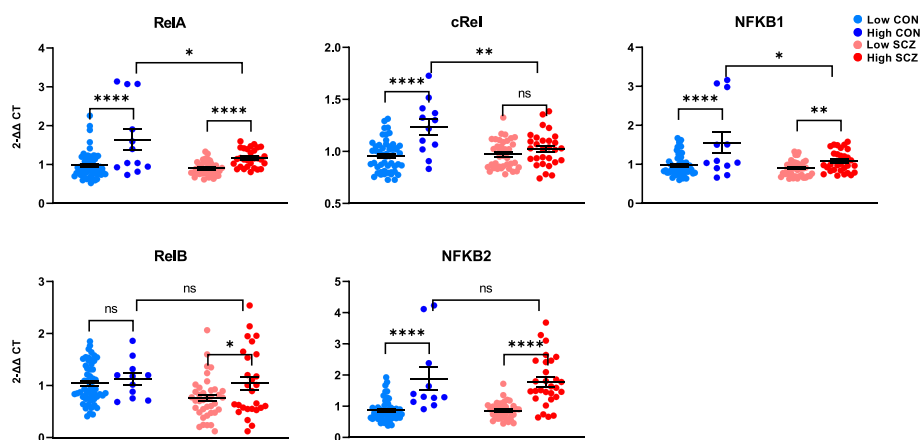 RelA
cRel
NFKB1
Low CON
High CON
Low SCZ
High SCZ
2-ΔΔ CT
4
3
2
1
0
****
*
****
1.5
1.0
0.5
2.0
****
**
ns
4
3
2
1
0
****
*
**
RelB
NFKB2
2-ΔΔ CT
3
2
1
0
ns
ns
*
5
4
3
2
1
0
****
ns
****